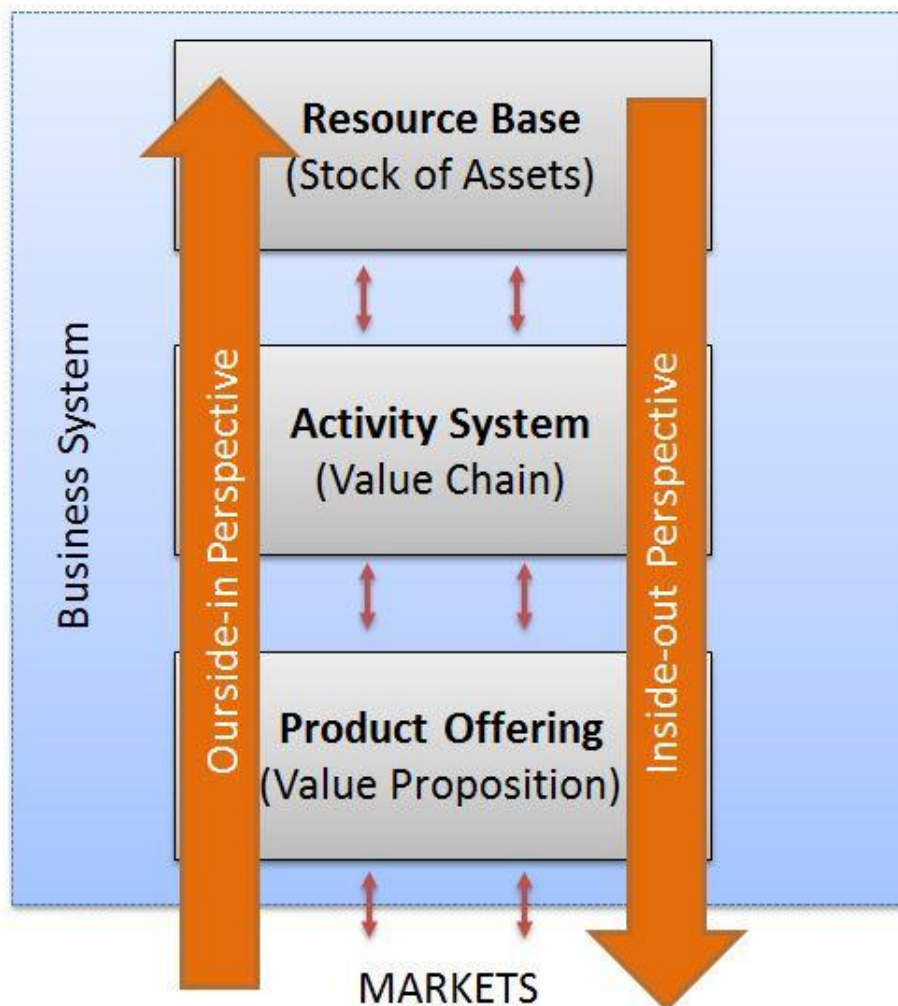 Resource Base
(Stock of Assets)
Business System
Ourside-in Perspective
Activity System
(Value Chain)
Inside-out Perspective
Product Offering
(Value Proposition)
MARKETS